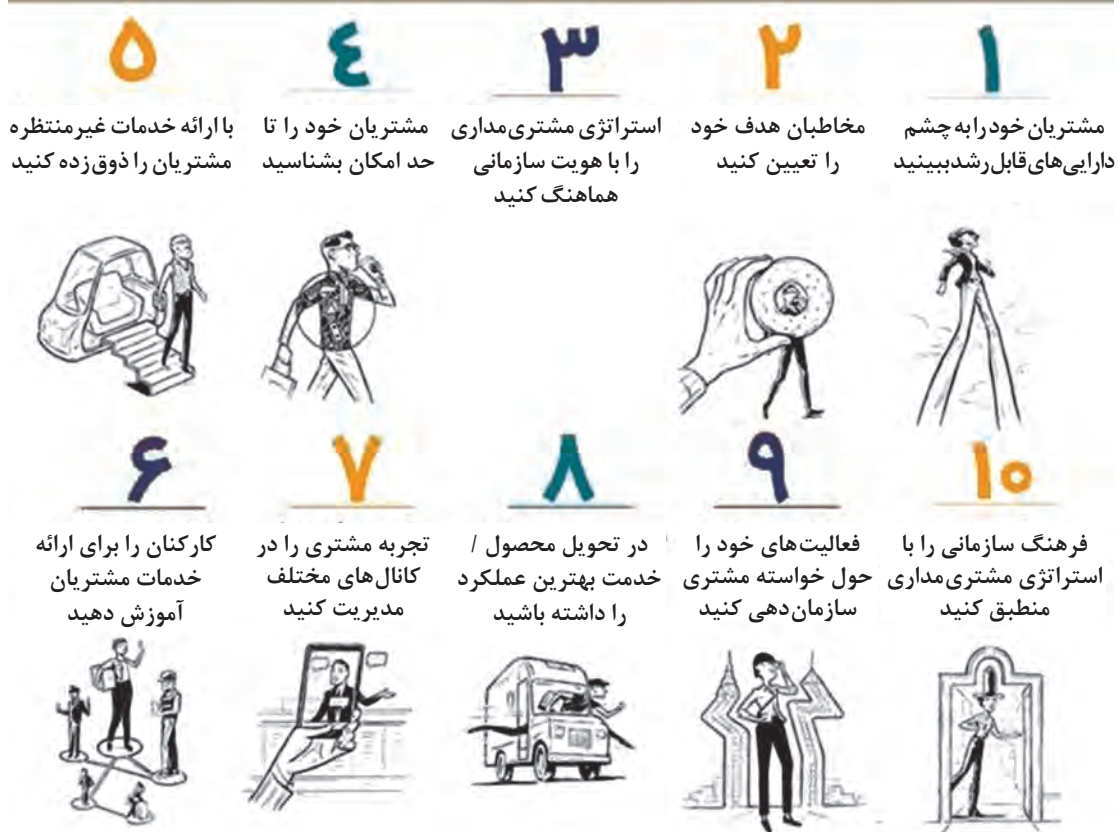 ۱
مشتریان خود را به چشم
دارایی‌های قابل رشد ببینید
۲
مخاطبان هدف خود
را تعیین کنید
۳
استراتژی مشتری‌مداری
را با هویت سازمانی
هماهنگ کنید
٤
مشتریان خود را تا
حد امکان بشناسید
۵
با ارائه خدمات غیرمنتظره
مشتریان را ذوق‌زده کنید
۶
کارکنان را برای ارائه
خدمات مشتریان
آموزش دهید
۷
تجربه مشتری را در
کانال‌های مختلف
مدیریت کنید
۸
در تحویل محصول /
خدمت بهترین عملکرد
را داشته باشید
۹
فعالیت‌های خود را
حول خواسته مشتری
سازمان‌دهی کنید
۱۰
فرهنگ سازمانی را با
استراتژی مشتری‌مداری
منطبق کنید